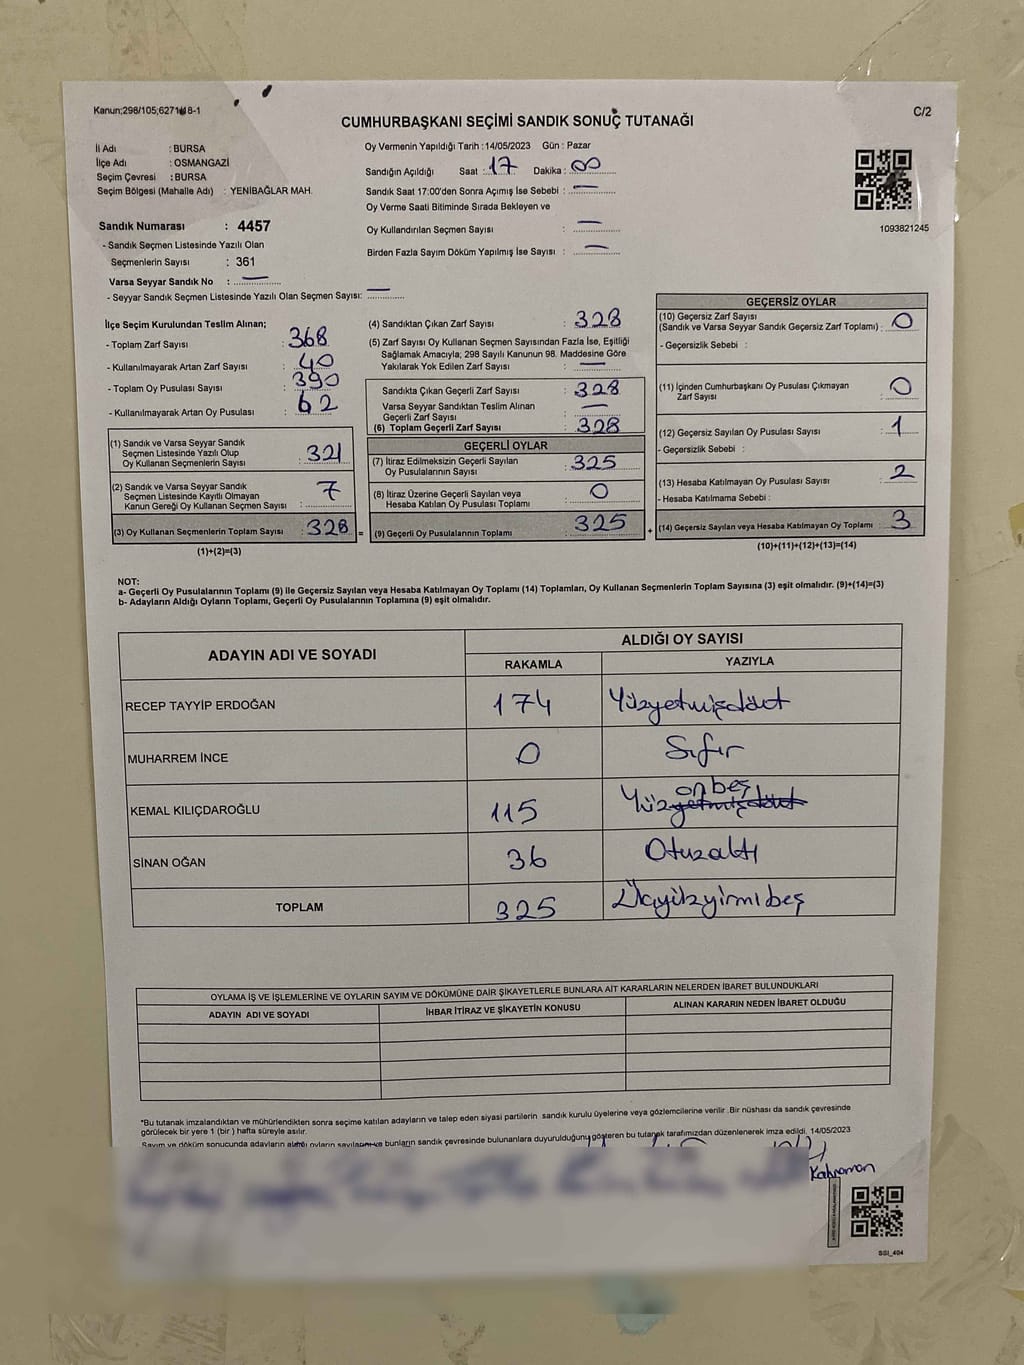 Kanun;298/105;6271 8-1
C/2
CUMHURBAŞKANI SEÇİMİ SANDIK SONUÇ TUTANAĞI
İl Adı : BURSA
İlçe Adı : OSMANGAZİ
Seçim Çevresi : BURSA
Seçim Bölgesi (Mahalle Adı) : YENİBAĞLAR MAH.
Oy Vermenin Yapıldığı Tarih :14/05/2023 Gün : Pazar
Sandığın Açıldığı Saat : 17 Dakika : 00
Sandık Saat 17:00'den Sonra Açımış İse Sebebi : —
Oy Verme Saati Bitiminde Sırada Bekleyen ve
Oy Kullandırılan Seçmen Sayısı : —
Birden Fazla Sayım Döküm Yapılmış İse Sayısı : —
1093821245
Sandık Numarası : 4457
- Sandık Seçmen Listesinde Yazılı Olan
Seçmenlerin Sayısı : 361
Varsa Seyyar Sandık No : —
- Seyyar Sandık Seçmen Listesinde Yazılı Olan Seçmen Sayısı: —
İlçe Seçim Kurulundan Teslim Alınan;
- Toplam Zarf Sayısı : 368
- Kullanılmayarak Artan Zarf Sayısı : 40
- Toplam Oy Pusulası Sayısı : 390
- Kullanılmayarak Artan Oy Pusulası : 62
(1) Sandık ve Varsa Seyyar Sandık
Seçmen Listesinde Yazılı Olup
Oy Kullanan Seçmenlerin Sayısı : 321
(2) Sandık ve Varsa Seyyar Sandık
Seçmen Listesinde Kayıtlı Olmayan
Kanun Gereği Oy Kullanan Seçmen Sayısı : 7
(3) Oy Kullanan Seçmenlerin Toplam Sayısı : 328 =
(1)+(2)=(3)
(4) Sandıktan Çıkan Zarf Sayısı : 328
(5) Zarf Sayısı Oy Kullanan Seçmen Sayısından Fazla İse, Eşitliği
Sağlamak Amacıyla; 298 Sayılı Kanunun 98. Maddesine Göre
Yakılarak Yok Edilen Zarf Sayısı : —
Sandıkta Çıkan Geçerli Zarf Sayısı : 328
Varsa Seyyar Sandıktan Teslim Alınan
Geçerli Zarf Sayısı : —
(6) Toplam Geçerli Zarf Sayısı : 328
GEÇERLİ OYLAR
(7) İtiraz Edilmeksizin Geçerli Sayılan
Oy Pusulalarının Sayısı : 325
(8) İtiraz Üzerine Geçerli Sayılan veya
Hesaba Katılan Oy Pusulası Toplamı : 0
(9) Geçerli Oy Pusulalarının Toplamı : 325 +
GEÇERSİZ OYLAR
(10) Geçersiz Zarf Sayısı
(Sandık ve Varsa Seyyar Sandık Geçersiz Zarf Toplamı) : 0
- Geçersizlik Sebebi :
(11) İçinden Cumhurbaşkanı Oy Pusulası Çıkmayan
Zarf Sayısı : 0
(12) Geçersiz Sayılan Oy Pusulası Sayısı : 1
- Geçersizlik Sebebi :
(13) Hesaba Katılmayan Oy Pusulası Sayısı : 2
- Hesaba Katılmama Sebebi :
(14) Geçersiz Sayılan veya Hesaba Katılmayan Oy Toplamı : 3
(10)+(11)+(12)+(13)=(14)
NOT:
a- Geçerli Oy Pusulalarının Toplamı (9) ile Geçersiz Sayılan veya Hesaba Katılmayan Oy Toplamı (14) Toplamları, Oy Kullanan Seçmenlerin Toplam Sayısına (3) eşit olmalıdır. (9)+(14)=(3)
b- Adayların Aldığı Oyların Toplamı, Geçerli Oy Pusulalarının Toplamına (9) eşit olmalıdır.
ADAYIN ADI VE SOYADI ALDIĞI OY SAYISI
RAKAMLA YAZIYLA
RECEP TAYYİP ERDOĞAN 174 Yüzyetmişdört
MUHARREM İNCE 0 Sıfır
KEMAL KILIÇDAROĞLU 115 Yüzyetmişdört onbeş
SİNAN OĞAN 36 Otuzaltı
TOPLAM 325 Üçyüzyirmibeş
OYLAMA İŞ VE İŞLEMLERİNE VE OYLARIN SAYIM VE DÖKÜMÜNE DAİR ŞİKAYETLERLE BUNLARA AİT KARARLARIN NELERDEN İBARET BULUNDUKLARI
ADAYIN ADI VE SOYADI İHBAR İTİRAZ VE ŞİKAYETİN KONUSU ALINAN KARARIN NEDEN İBARET OLDUĞU
"Bu tutanak imzalandıktan ve mühürlendikten sonra seçime katılan adayların ve talep eden siyasi partilerin sandık kurulu üyelerine veya gözlemcilerine verilir .Bir nüshası da sandık çevresinde
görülecek bir yere 1 (bir ) hafta süreyle asılır.
Sayım ve döküm sonucunda adayların aldığı oyların sayıları ve bunların sandık çevresinde bulunanlara duyurulduğunu gösteren bu tutanak tarafımızdan düzenlenerek imza edildi. 14/05/2023
Kahraman
SSI_404